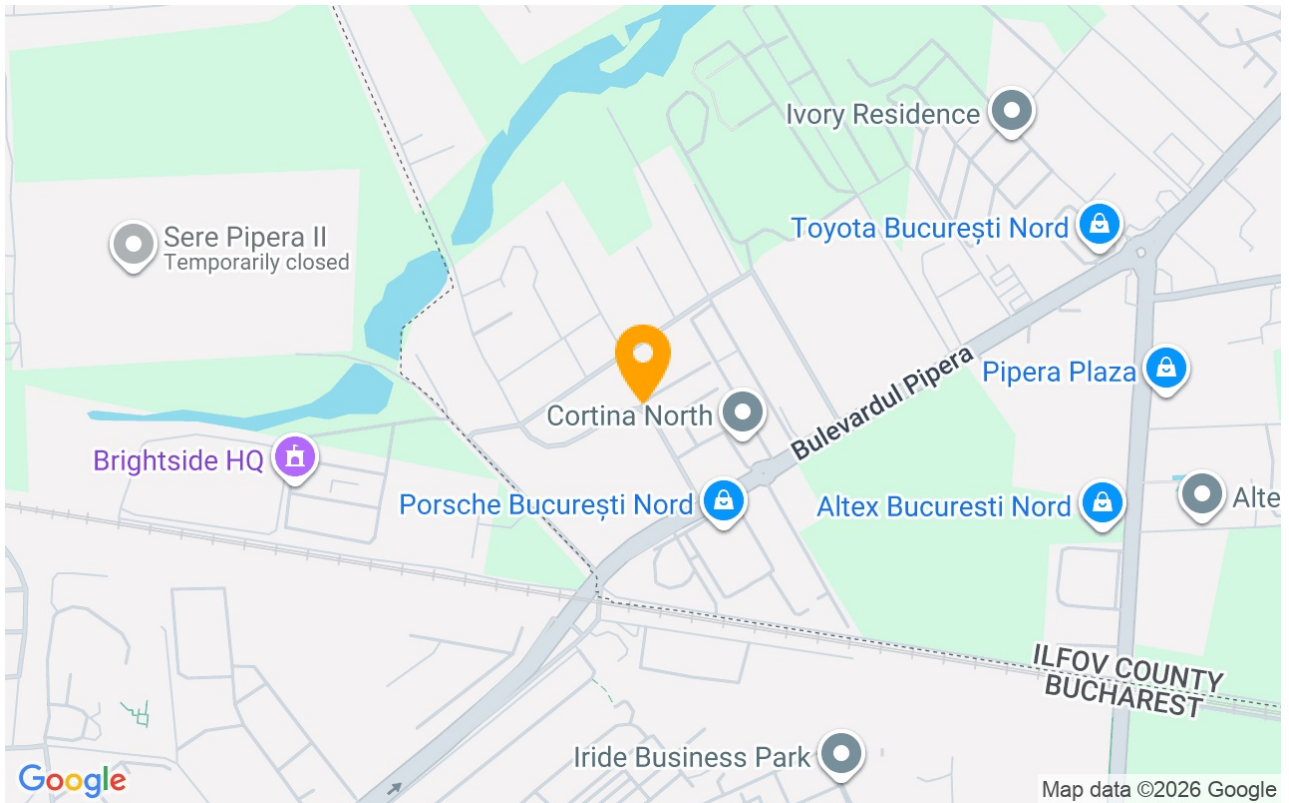 Ivory Residence
Toyota București Nord
Sere Pipera II
Temporarily closed
Bulevardul Pipera
Pipera Plaza
Cortina North
Brightside HQ
Porsche București Nord
Altex Bucuresti Nord
Alte
ILFOV COUNTY
BUCHAREST
Iride Business Park
Google
Map data ©2026 Google